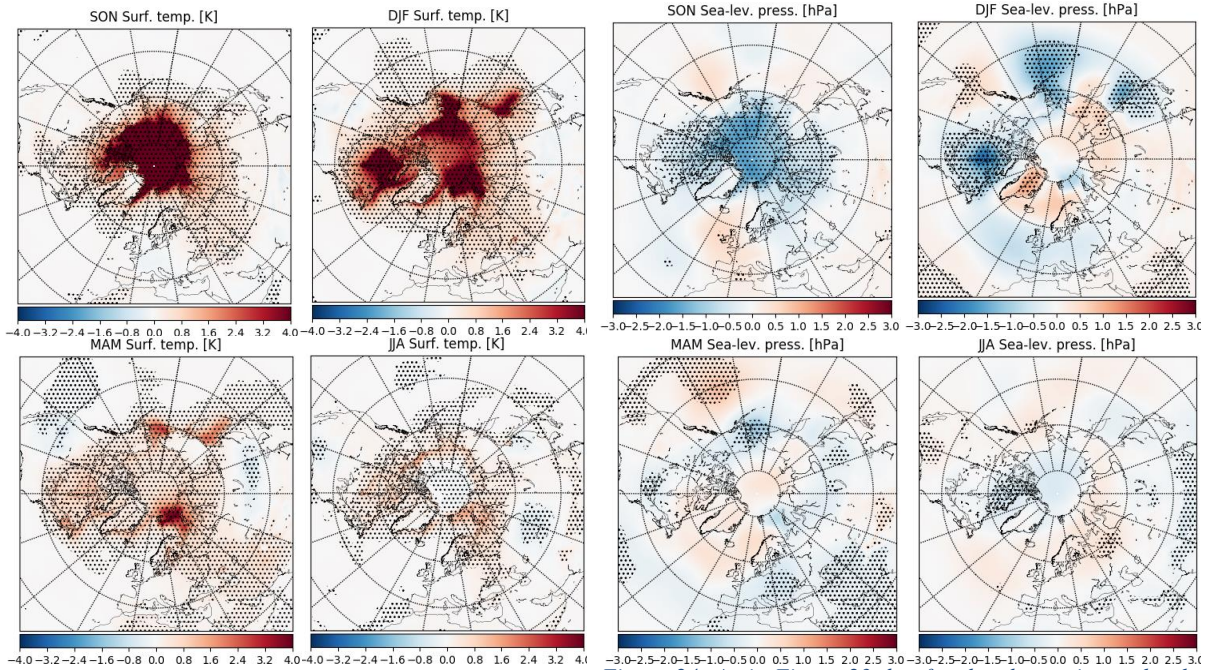 SON Surf. temp. [K]
DJF Surf. temp. [K]
SON Sea-lev. press. [hPa]
DJF Sea-lev. press. [hPa]
−4.0−3.2−2.4−1.6−0.8 0.0 0.8 1.6 2.4 3.2 4.0
−4.0−3.2−2.4−1.6−0.8 0.0 0.8 1.6 2.4 3.2 4.0
−3.0−2.5−2.0−1.5−1.0−0.5 0.0 0.5 1.0 1.5 2.0 2.5 3.0
−3.0−2.5−2.0−1.5−1.0−0.5 0.0 0.5 1.0 1.5 2.0 2.5 3.0
MAM Surf. temp. [K]
JJA Surf. temp. [K]
MAM Sea-lev. press. [hPa]
JJA Sea-lev. press. [hPa]
−4.0−3.2−2.4−1.6−0.8 0.0 0.8 1.6 2.4 3.2 4.0
−4.0−3.2−2.4−1.6−0.8 0.0 0.8 1.6 2.4 3.2 4.0
−3.0−2.5−2.0−1.5−1.0−0.5 0.0 0.5 1.0 1.5 2.0 2.5 3.0
−3.0−2.5−2.0−1.5−1.0−0.5 0.0 0.5 1.0 1.5 2.0 2.5 3.0